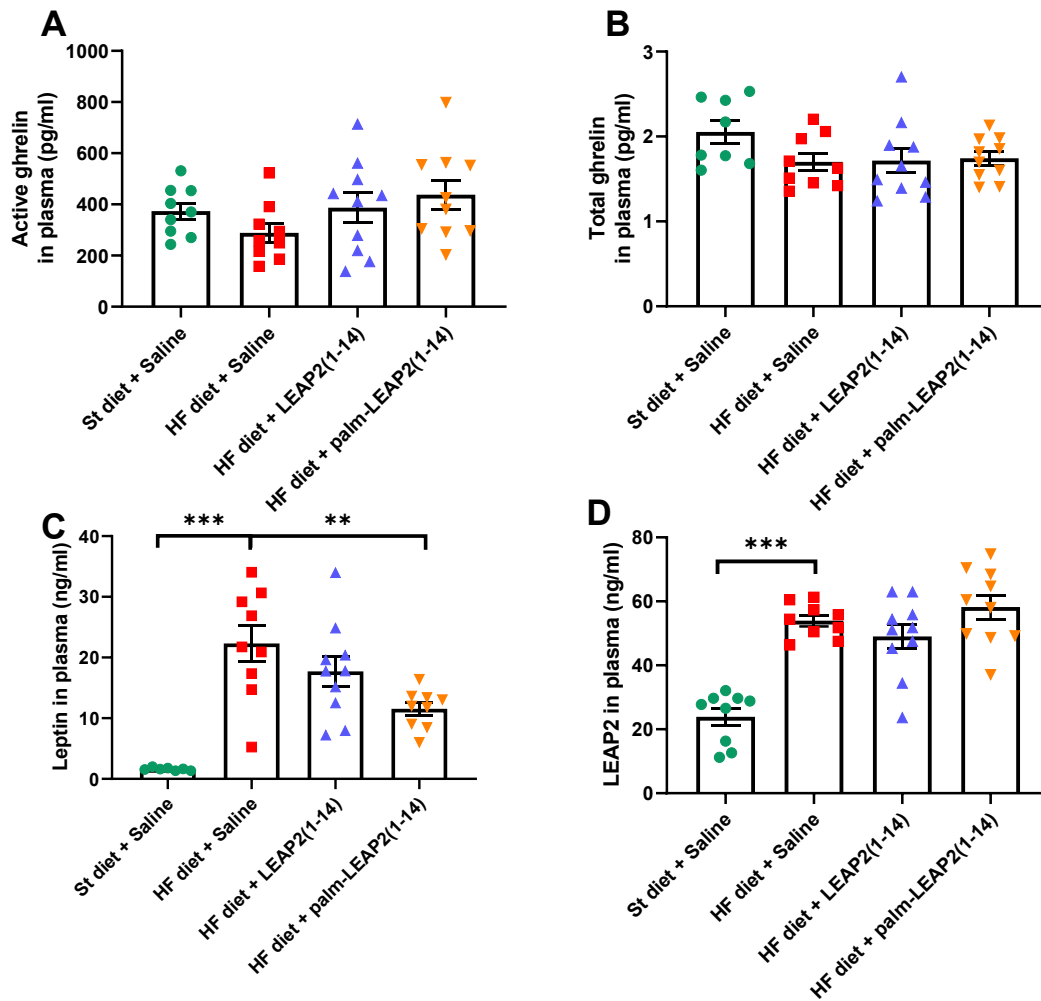 A
Active ghrelin
in plasma (pg/ml)
1000
800
600
400
200
0
St diet + Saline
HF diet + Saline
HF diet + LEAP2(1-14)
HF diet + palm-LEAP2(1-14)
B
Total ghrelin
in plasma (pg/ml)
3
2
1
0
St diet + Saline
HF diet + Saline
HF diet + LEAP2(1-14)
HF diet + palm-LEAP2(1-14)
C
Leptin in plasma (ng/ml)
40
30
20
10
0
***
**
St diet + Saline
HF diet + Saline
HF diet + LEAP2(1-14)
HF diet + palm-LEAP2(1-14)
D
LEAP2 in plasma (ng/ml)
80
60
40
20
0
***
St diet + Saline
HF diet + Saline
HF diet + LEAP2(1-14)
HF diet + palm-LEAP2(1-14)